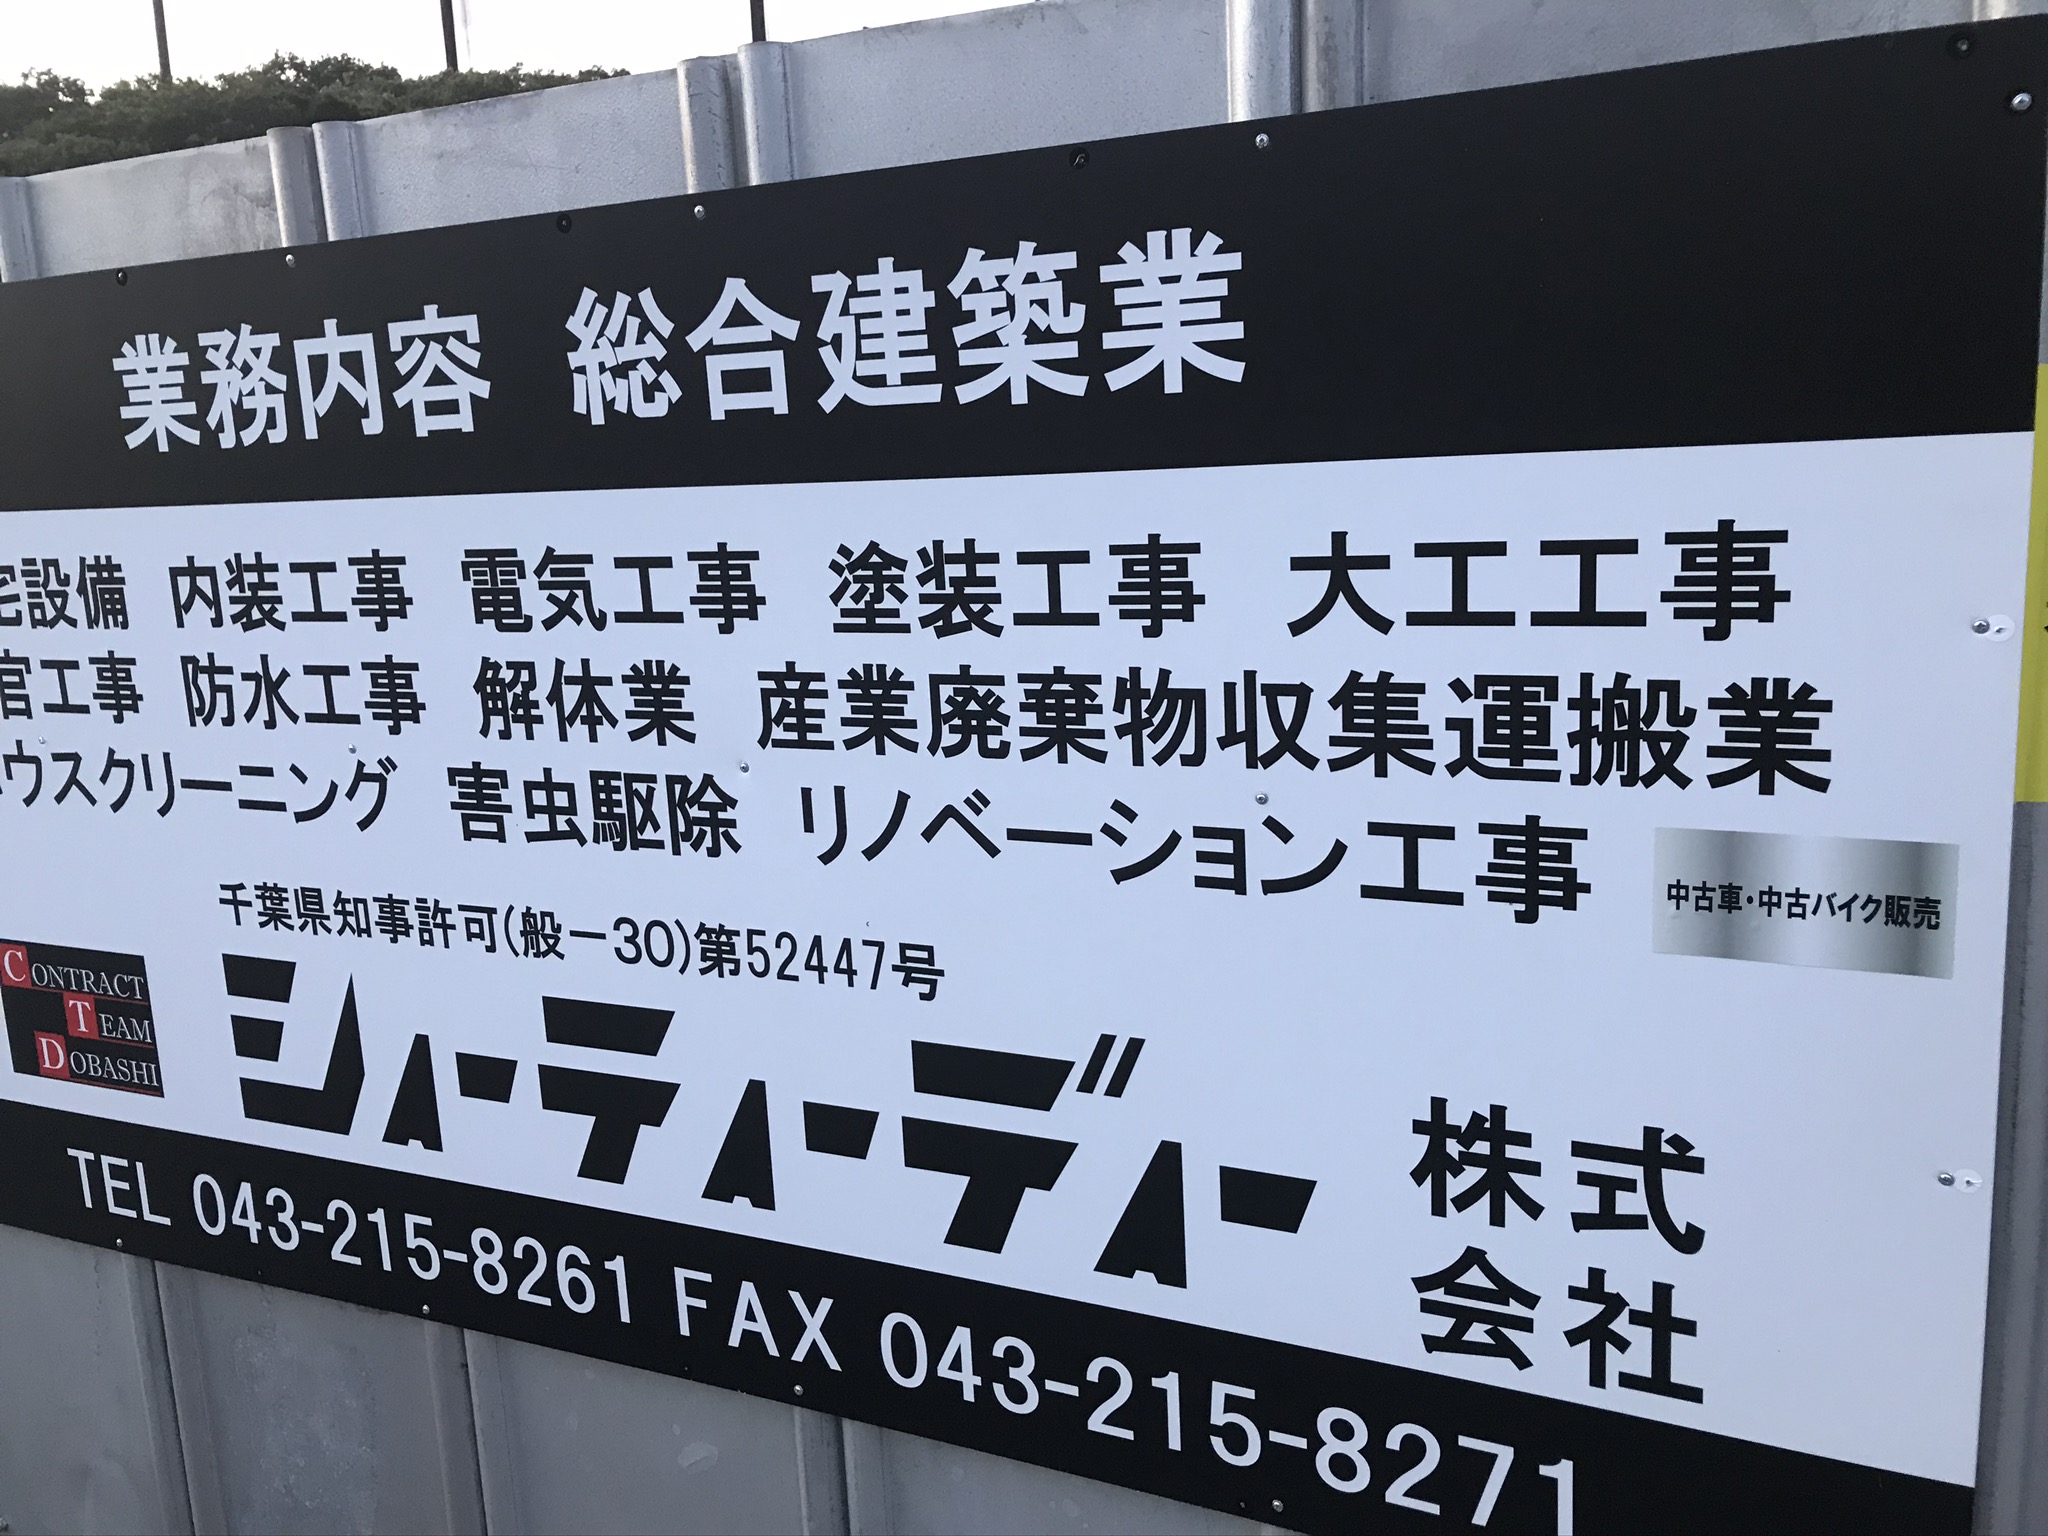 業務内容 総合建築業
宅設備 内装工事 電気工事 塗装工事 大工工事
官工事 防水工事 解体業 産業廃棄物収集運搬業
ハウスクリーニング 害虫駆除 リノベーション工事
中古車・中古バイク販売
千葉県知事許可(般-30)第52447号
CONTRACT
TEAM
DOBASHI
シィーティーディー 株式会社
TEL 043-215-8261 FAX 043-215-8271